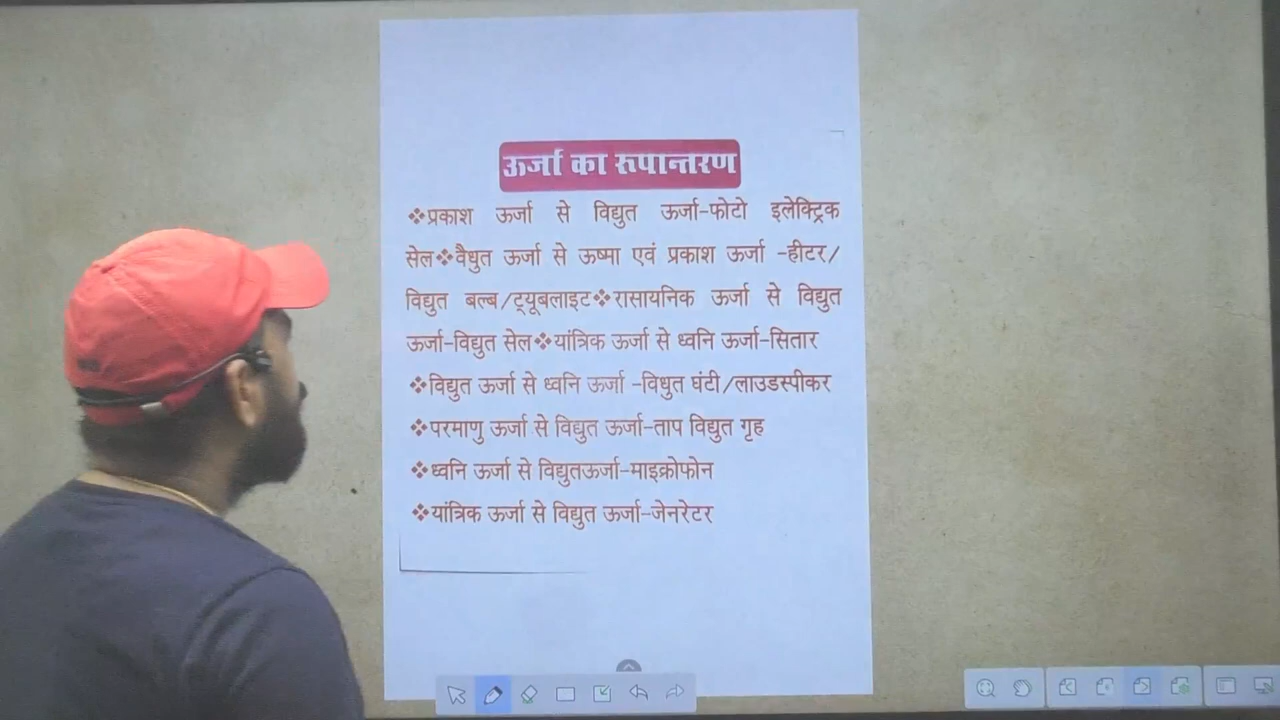 ऊर्जा का रूपान्तरण
❖प्रकाश ऊर्जा से विद्युत ऊर्जा-फोटो इलेक्ट्रिक
सेल❖वैधुत ऊर्जा से ऊष्मा एवं प्रकाश ऊर्जा -हीटर/
विद्युत बल्ब/ट्यूबलाइट❖रासायनिक ऊर्जा से विद्युत
ऊर्जा-विद्युत सेल❖यांत्रिक ऊर्जा से ध्वनि ऊर्जा-सितार
❖विद्युत ऊर्जा से ध्वनि ऊर्जा -विधुत घंटी/लाउडस्पीकर
❖परमाणु ऊर्जा से विद्युत ऊर्जा-ताप विद्युत गृह
❖ध्वनि ऊर्जा से विद्युतऊर्जा-माइक्रोफोन
❖यांत्रिक ऊर्जा से विद्युत ऊर्जा-जेनरेटर